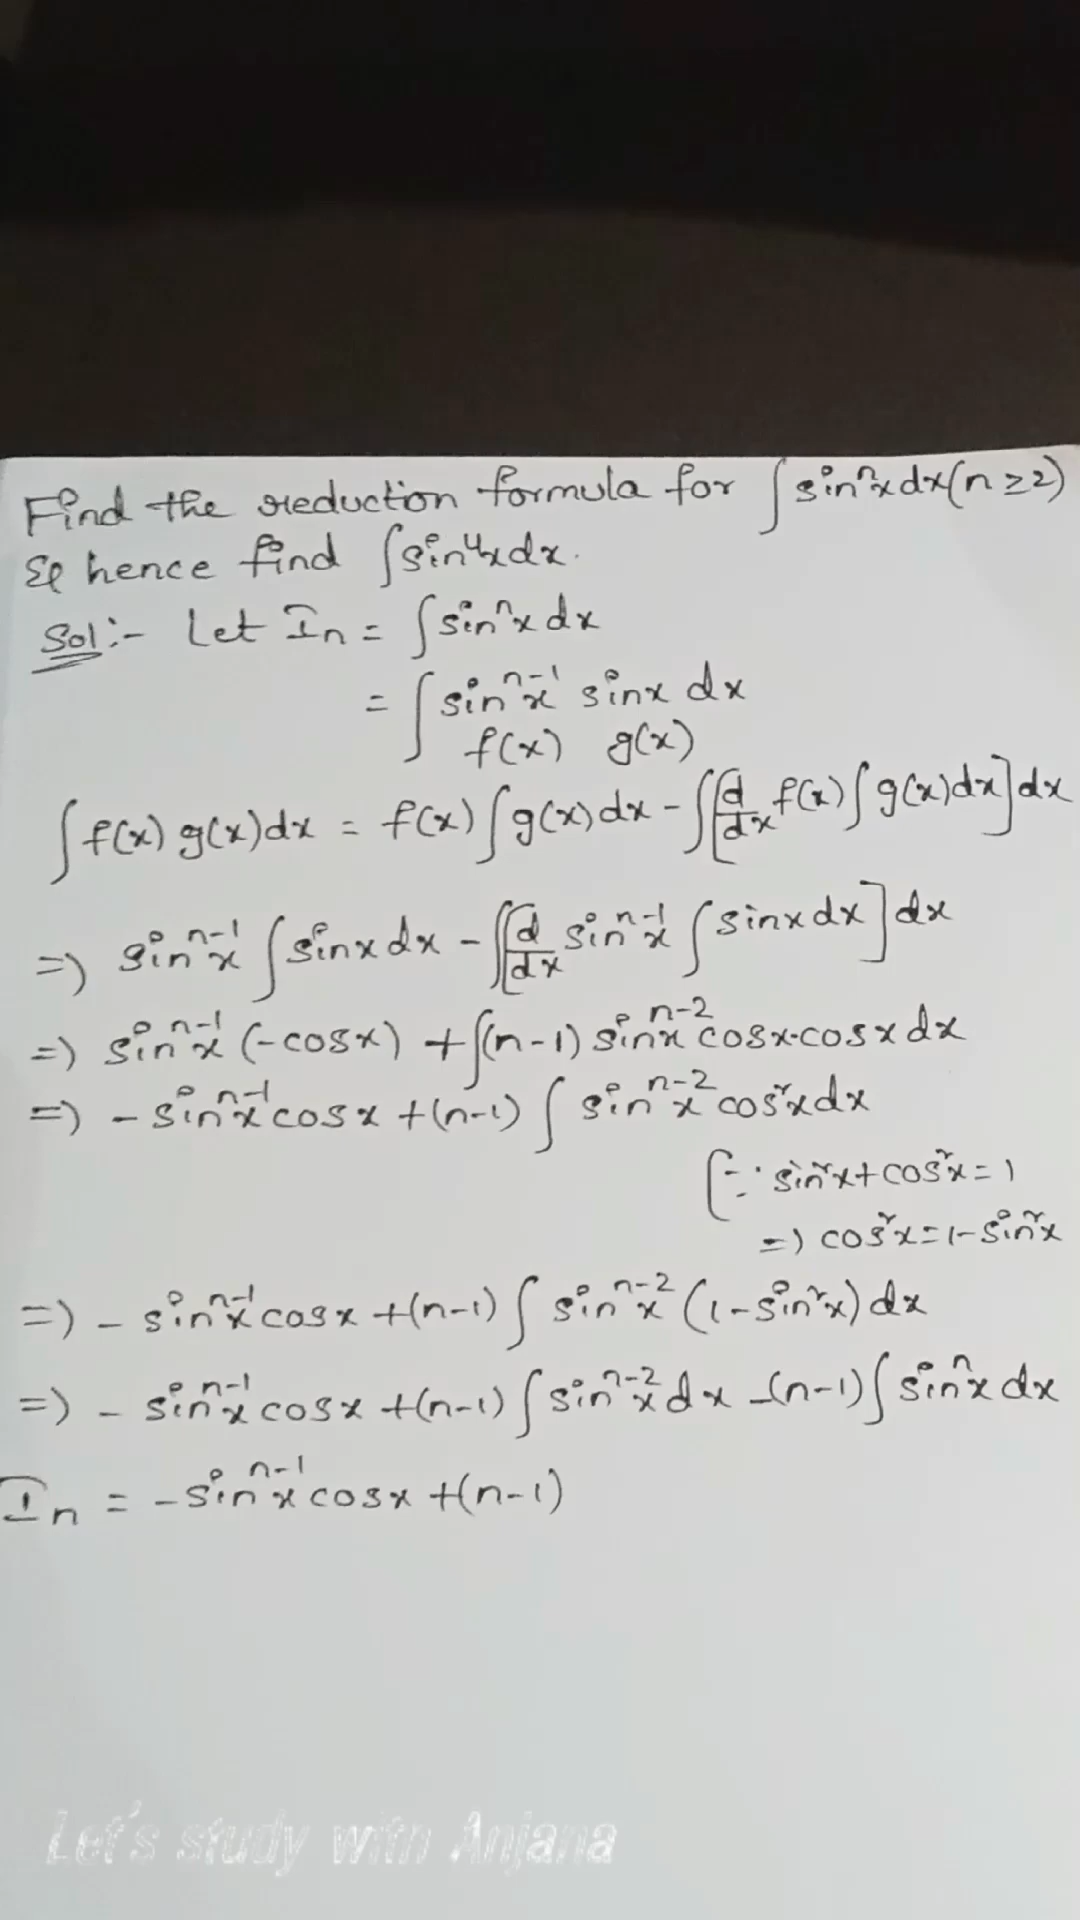 Find the reduction formula for ∫sinⁿx dx (n ≥ 2)
& hence find ∫sin⁴x dx.
Sol:- Let Iₙ = ∫sinⁿx dx
= ∫sinⁿ⁻¹x sinx dx
f(x) g(x)
∫f(x) g(x)dx = f(x)∫g(x)dx - ∫[d/dx f(x)∫g(x)dx]dx
=> sinⁿ⁻¹x ∫sinx dx - ∫[d/dx sinⁿ⁻¹x ∫sinx dx]dx
=> sinⁿ⁻¹x (-cosx) + ∫(n-1) sinⁿ⁻²x cosx.cosx dx
=> - sinⁿ⁻¹x cosx + (n-1) ∫ sinⁿ⁻²x cos²x dx
[∵ sin²x + cos²x = 1
=> cos²x = 1 - sin²x
=> - sinⁿ⁻¹x cosx + (n-1) ∫ sinⁿ⁻²x (1 - sin²x) dx
=> - sinⁿ⁻¹x cosx + (n-1) ∫ sinⁿ⁻²x dx - (n-1) ∫ sinⁿx dx
Iₙ = - sinⁿ⁻¹x cosx + (n-1)
Let's study with Anjana